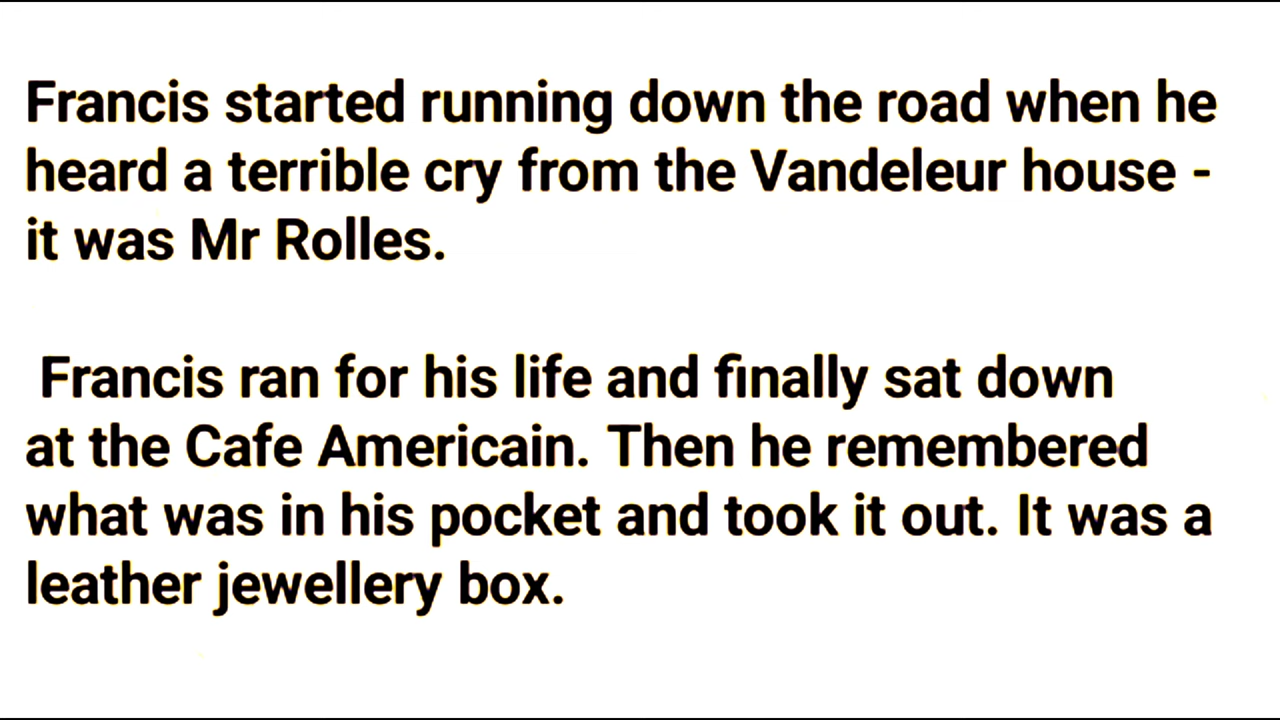 Francis started running down the road when he
heard a terrible cry from the Vandeleur house -
it was Mr Rolles.
Francis ran for his life and finally sat down
at the Cafe Americain. Then he remembered
what was in his pocket and took it out. It was a
leather jewellery box.